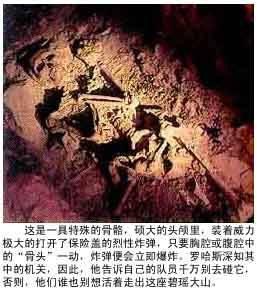 这是一具特殊的骨骼，硕大的头颅里，装着威力
极大的打开了保险盖的烈性炸弹，只要胸腔或腹腔中
的“骨头”一动，炸弹便会立即爆炸。罗哈斯深知其
中的机关，因此，他告诉自己的队员千万别去碰它，
否则，他们谁也别想活着走出这座碧瑶大山。